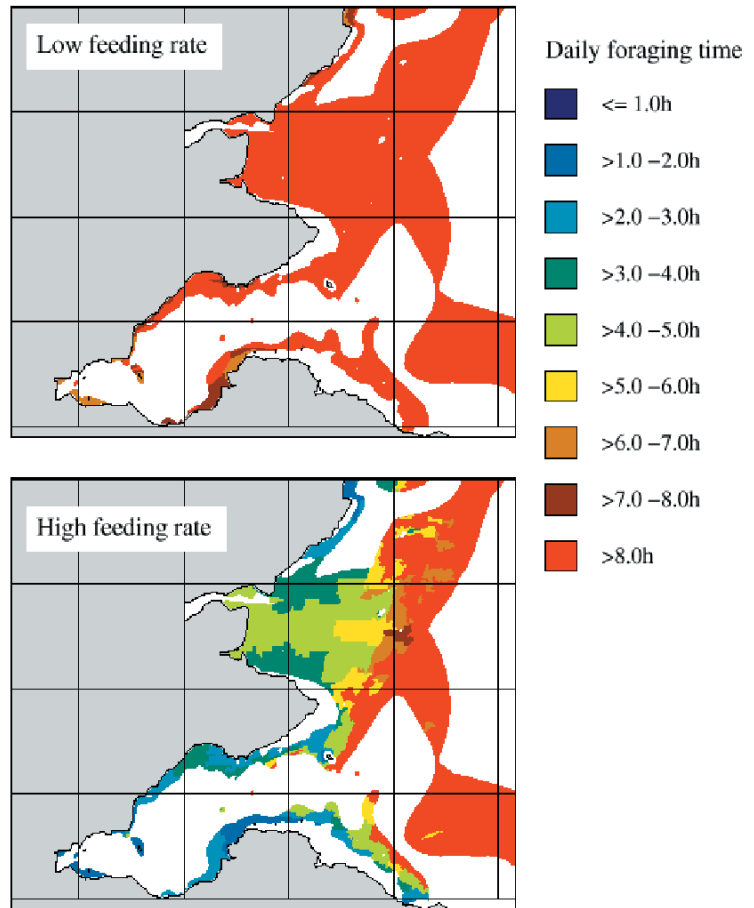 Low feeding rate
Daily foraging time
<= 1.0h
>1.0 −2.0h
>2.0 −3.0h
>3.0 −4.0h
>4.0 −5.0h
>5.0 −6.0h
>6.0 −7.0h
>7.0 −8.0h
>8.0h
High feeding rate